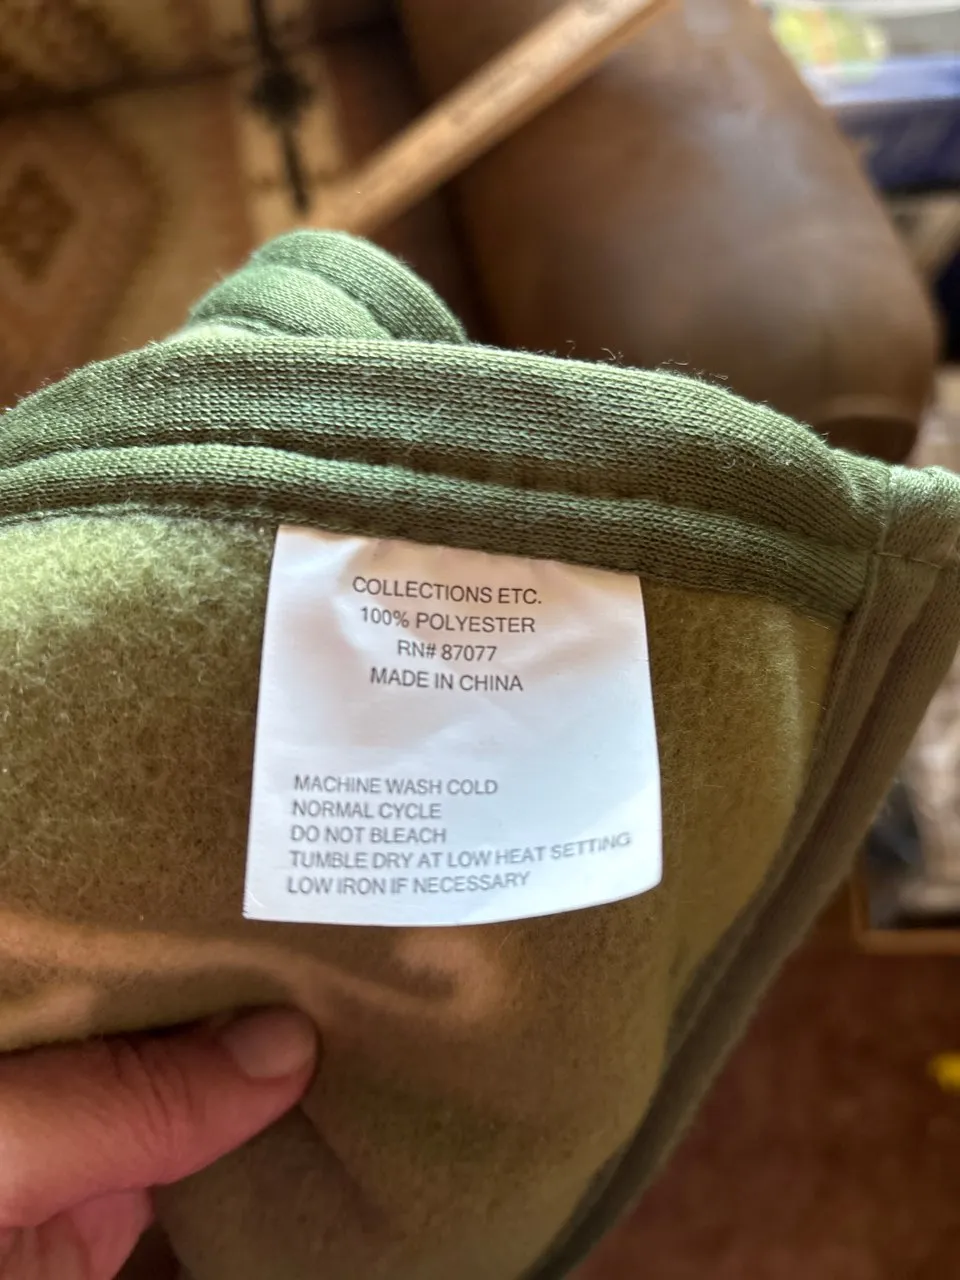 COLLECTIONS ETC.
100% POLYESTER
RN# 87077
MADE IN CHINA
MACHINE WASH COLD
NORMAL CYCLE
DO NOT BLEACH
TUMBLE DRY AT LOW HEAT SETTING
LOW IRON IF NECESSARY